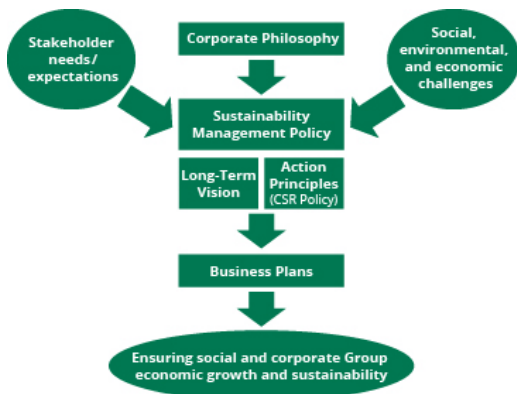 Stakeholder
needs/
expectations
Corporate Philosophy
Social,
environmental,
and economic
challenges
Sustainability
Management Policy
Long-Term
Vision
Action
Principles
(CSR Policy)
Business Plans
Ensuring social and corporate Group
economic growth and sustainability